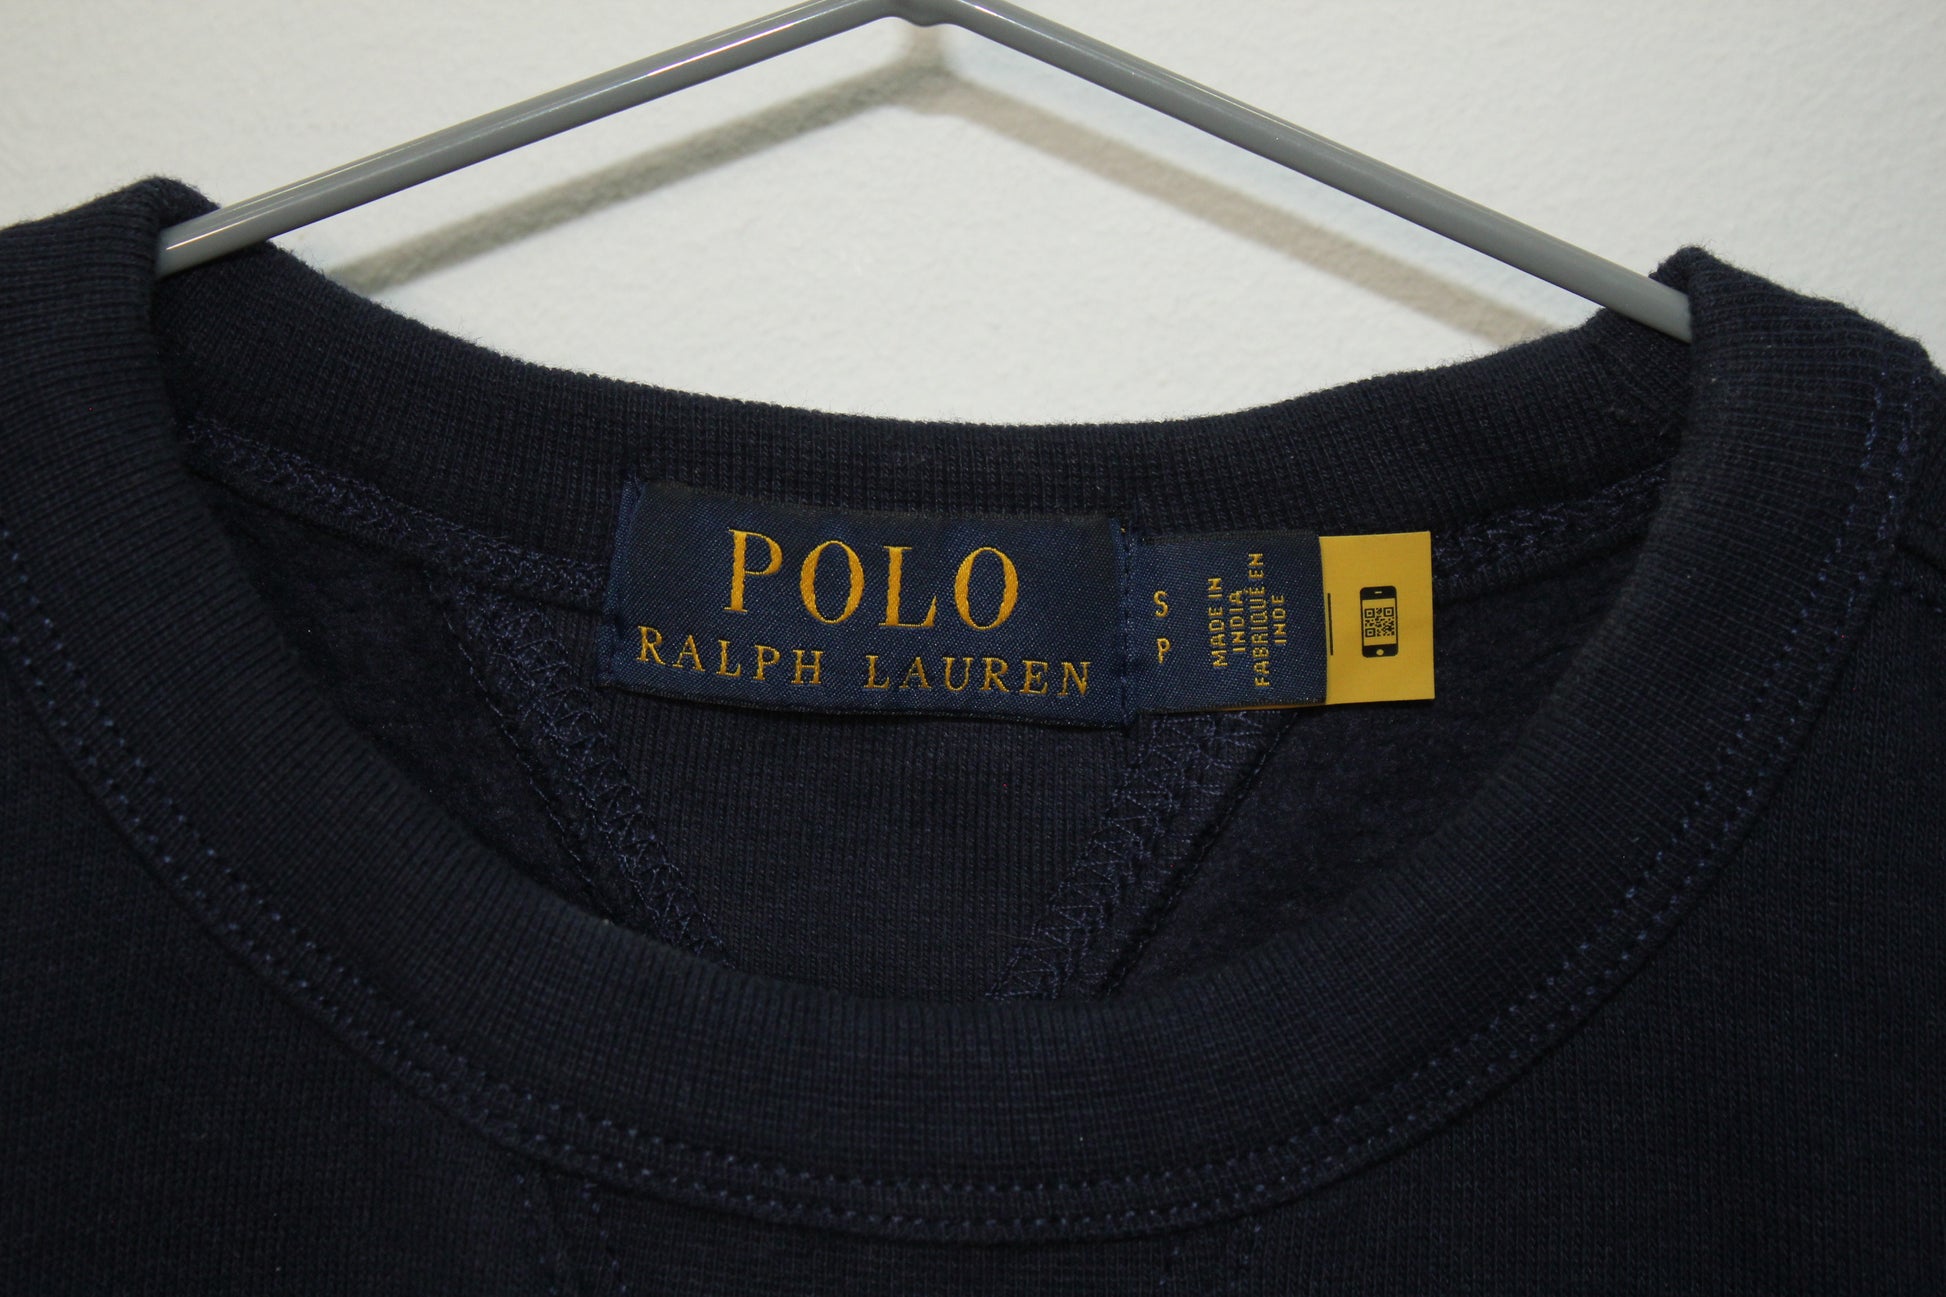 POLO
RALPH LAUREN
S
P
MADE IN
INDIA
FABRIQUÉ EN
INDE